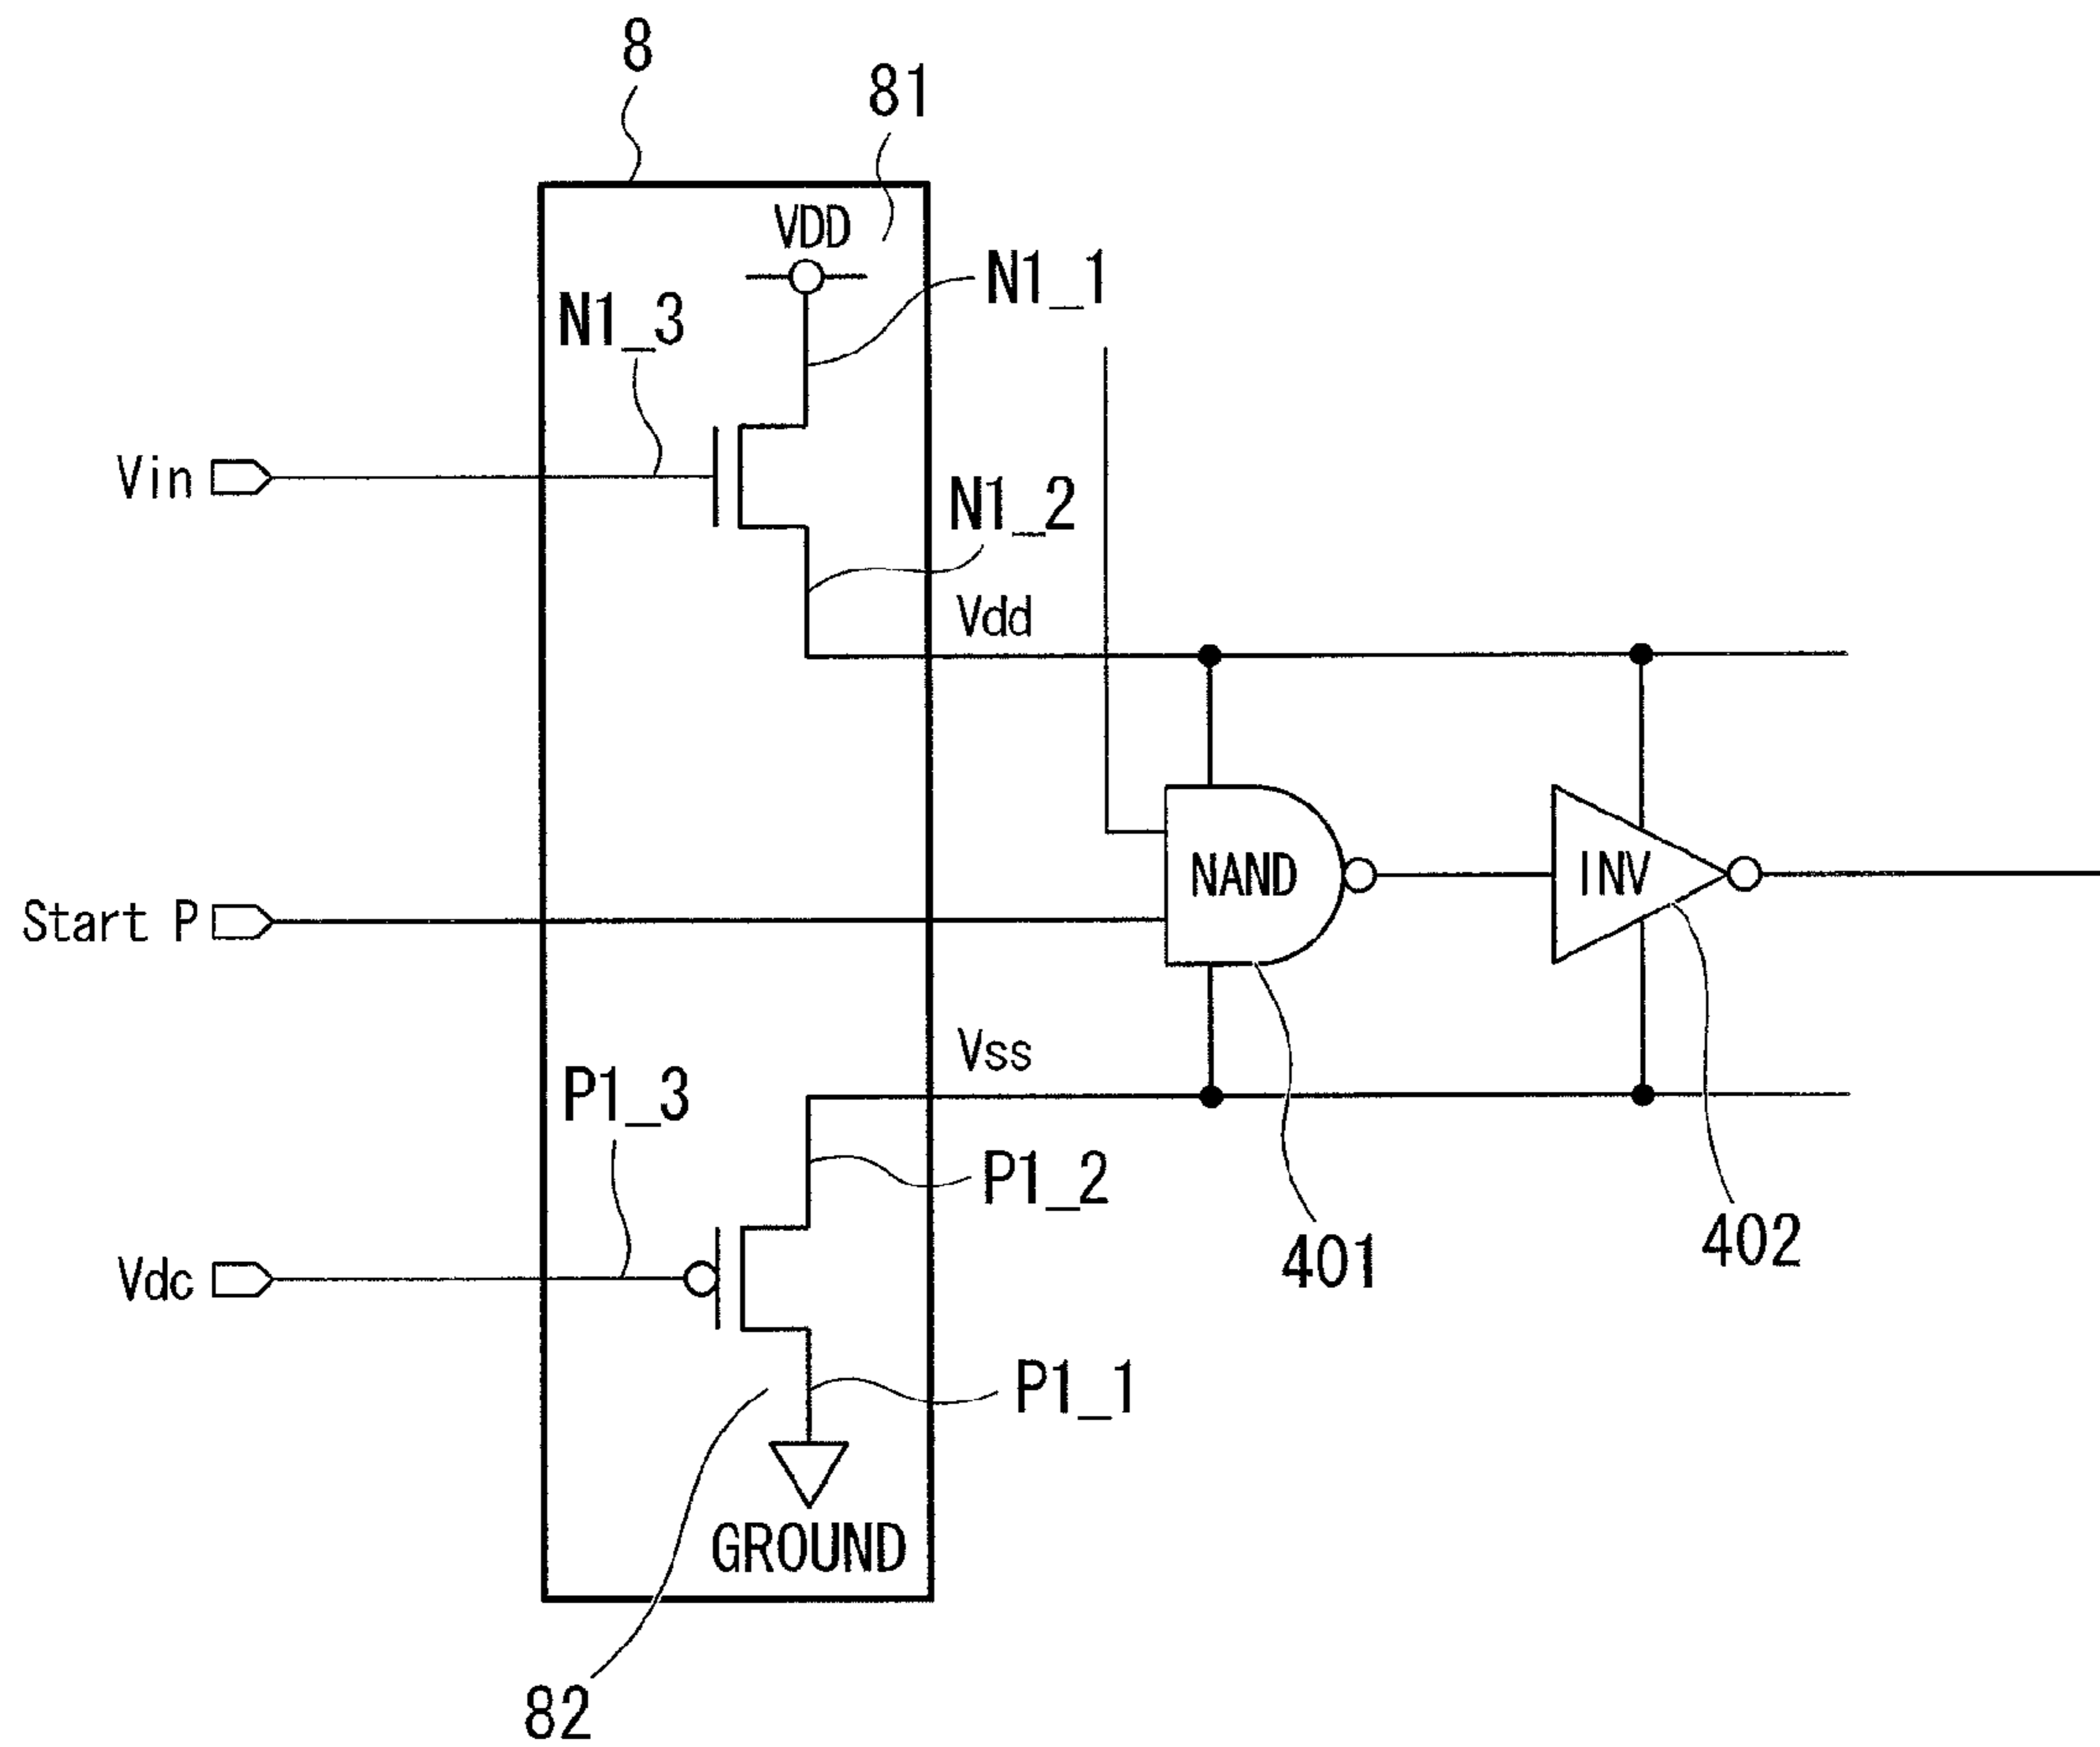 8
81
VDD
N1_1
N1_3
Vin
N1_2
Vdd
NAND
INV
Start P
Vss
P1_3
P1_2
401
402
Vdc
P1_1
GROUND
82